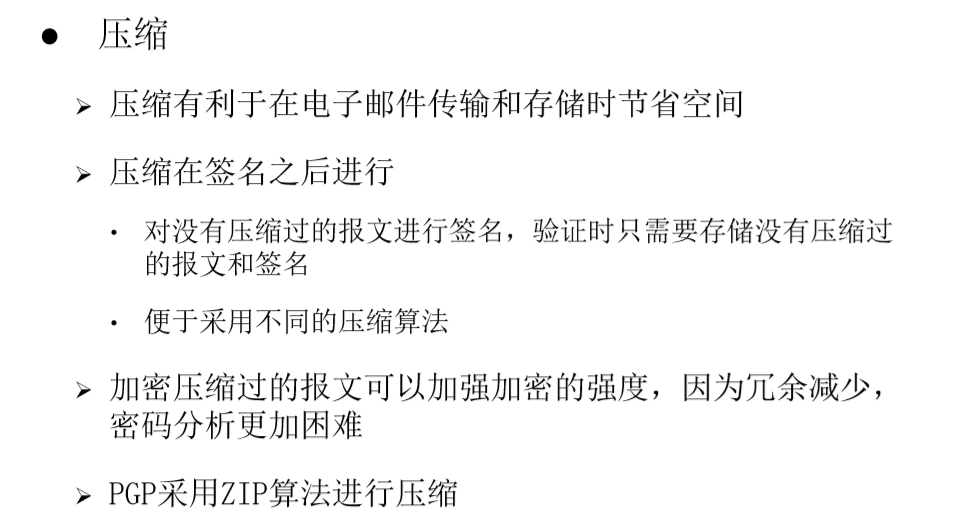 ● 压缩
➢ 压缩有利于在电子邮件传输和存储时节省空间
➢ 压缩在签名之后进行
· 对没有压缩过的报文进行签名，验证时只需要存储没有压缩过
的报文和签名
· 便于采用不同的压缩算法
➢ 加密压缩过的报文可以加强加密的强度，因为冗余减少，
密码分析更加困难
➢ PGP采用ZIP算法进行压缩